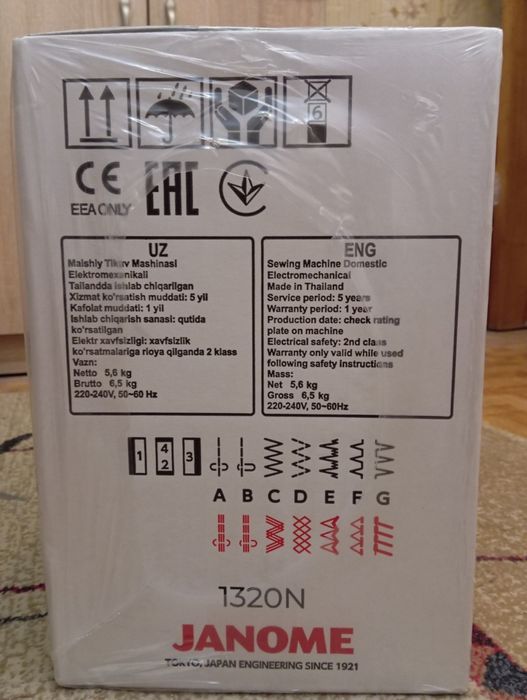 6
CE EAC
EEA ONLY
UZ
Maishiy Tikuv Mashinasi
Elektromexanikali
Tailandda ishlab chiqarilgan
Xizmat ko'rsatish muddati: 5 yil
Kafolat muddati: 1 yil
Ishlab chiqarish sanasi: qutida
ko'rsatilgan
Elektr xavfsizligi: xavfsizlik
ko'rsatmalariga rioya qilganda 2 klass
Vazn:
Netto 5,6 kg
Brutto 6,5 kg
220-240V, 50~60 Hz
ENG
Sewing Machine Domestic
Electromechanical
Made in Thailand
Service period: 5 years
Warranty period: 1 year
Production date: check rating
plate on machine
Electrical safety: 2nd class
Warranty only valid while used
following safety instructions
Mass:
Net 5,6 kg
Gross 6,5 kg
220-240V, 50~60Hz
1 4 2 3
A B C D E F G
1320N
JANOME
TOKYO, JAPAN ENGINEERING SINCE 1921